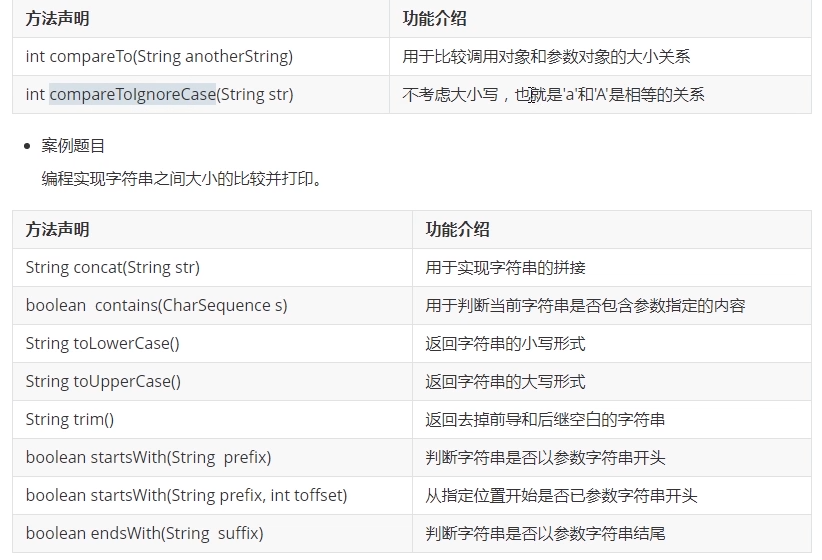 方法声明 功能介绍
int compareTo(String anotherString) 用于比较调用对象和参数对象的大小关系
int compareToIgnoreCase(String str) 不考虑大小写，也就是'a'和'A'是相等的关系
案例题目
编程实现字符串之间大小的比较并打印。
方法声明 功能介绍
String concat(String str) 用于实现字符串的拼接
boolean contains(CharSequence s) 用于判断当前字符串是否包含参数指定的内容
String toLowerCase() 返回字符串的小写形式
String toUpperCase() 返回字符串的大写形式
String trim() 返回去掉前导和后继空白的字符串
boolean startsWith(String prefix) 判断字符串是否以参数字符串开头
boolean startsWith(String prefix, int toffset) 从指定位置开始是否已参数字符串开头
boolean endsWith(String suffix) 判断字符串是否以参数字符串结尾